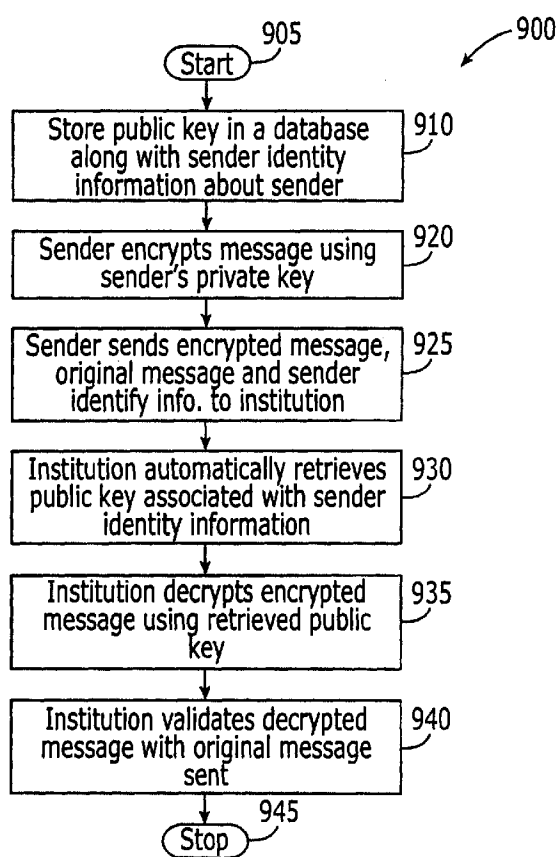 905
900
Start
Store public key in a database
along with sender identity
information about sender
910
Sender encrypts message using
sender's private key
920
Sender sends encrypted message,
original message and sender
identify info. to institution
925
Institution automatically retrieves
public key associated with sender
identity information
930
Institution decrypts encrypted
message using retrieved public
key
935
Institution validates decrypted
message with original message
sent
940
945
Stop